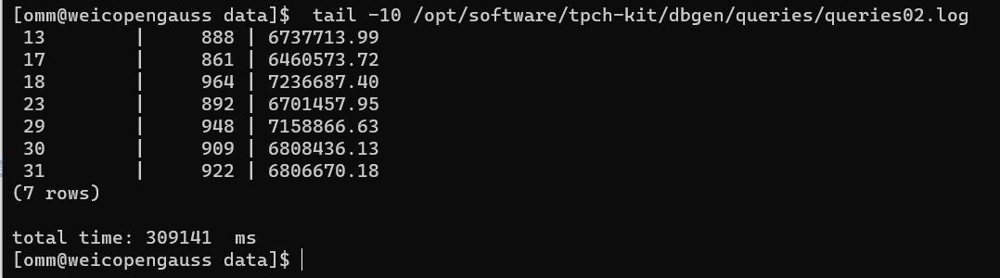 [omm@weicopengauss data]$  tail -10 /opt/software/tpch-kit/dbgen/queries/queries02.log
 13        |     888 | 6737713.99
 17        |     861 | 6460573.72
 18        |     964 | 7236687.40
 23        |     892 | 6701457.95
 29        |     948 | 7158866.63
 30        |     909 | 6808436.13
 31        |     922 | 6806670.18
(7 rows)

total time: 309141  ms
[omm@weicopengauss data]$